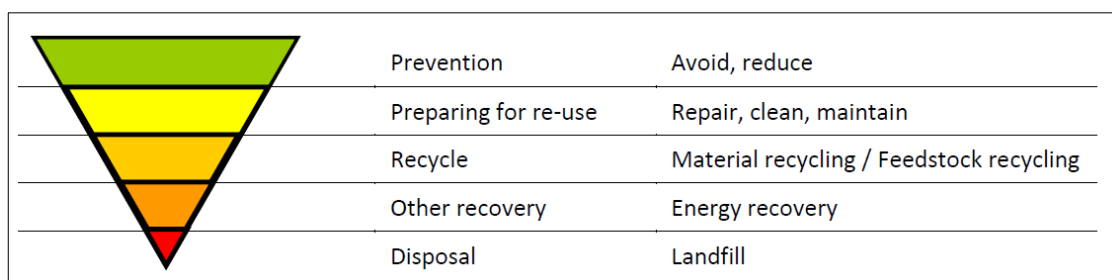 Prevention Avoid, reduce
Preparing for re-use Repair, clean, maintain
Recycle Material recycling / Feedstock recycling
Other recovery Energy recovery
Disposal Landfill